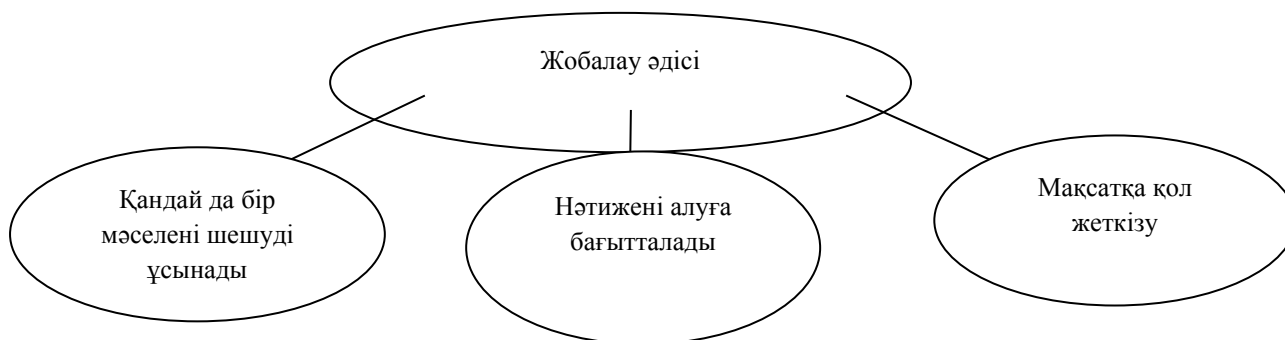 Жобалау әдісі
Қандай да бір
мәселені шешуді
ұсынады
Нәтижені алуға
бағытталады
Мақсатқа қол
жеткізу